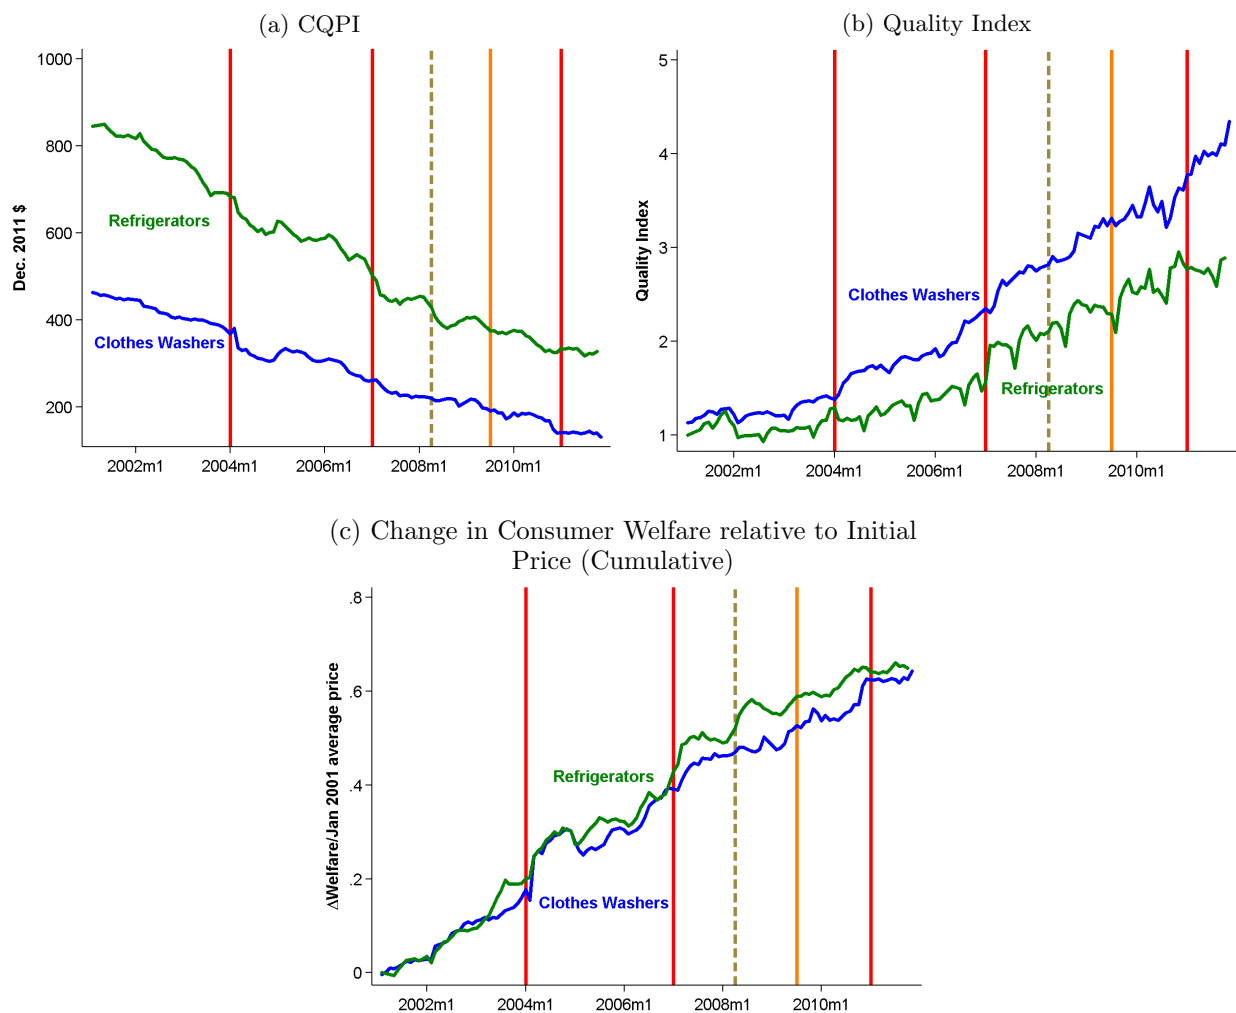 (a) CQPI
1000
800
600
400
200
Dec. 2011 $
Refrigerators
Clothes Washers
2002m1 2004m1 2006m1 2008m1 2010m1
(b) Quality Index
5
4
3
2
1
Quality Index
Clothes Washers
Refrigerators
2002m1 2004m1 2006m1 2008m1 2010m1
(c) Change in Consumer Welfare relative to Initial
Price (Cumulative)
.8
.6
.4
.2
0
ΔWelfare/Jan 2001 average price
Refrigerators
Clothes Washers
2002m1 2004m1 2006m1 2008m1 2010m1